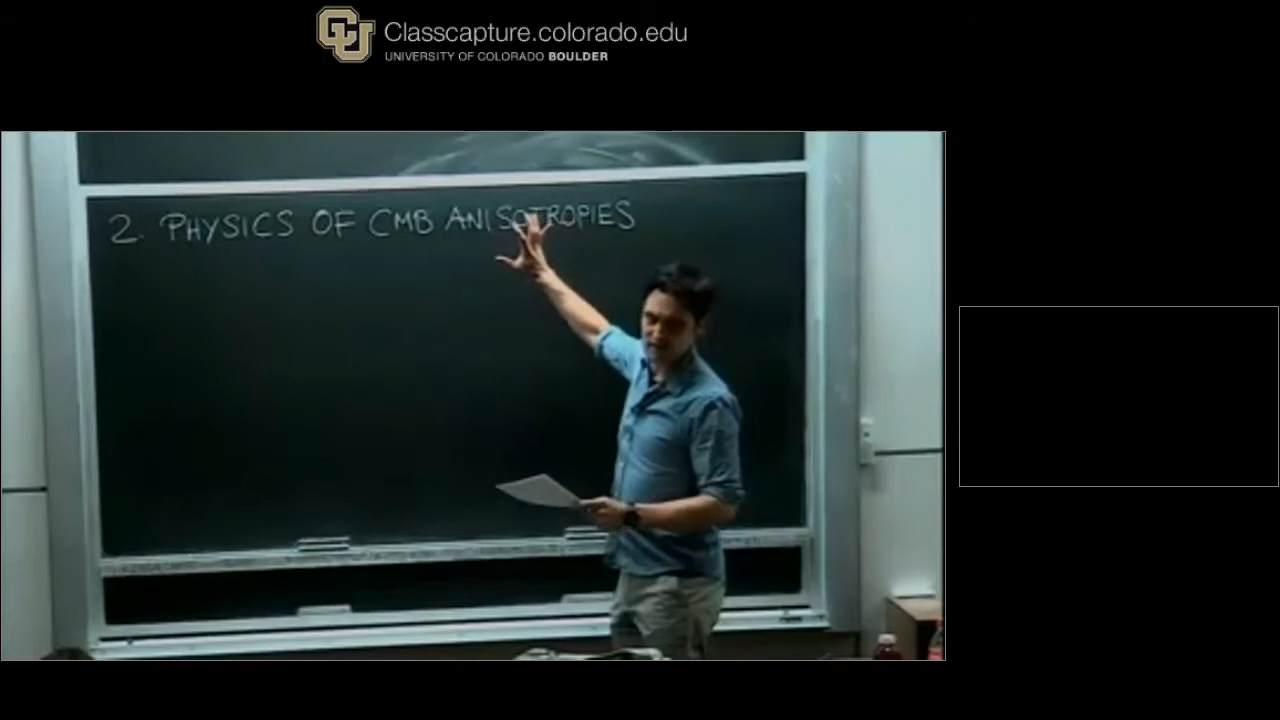 Classcapture.colorado.edu
UNIVERSITY OF COLORADO BOULDER
2. PHYSICS OF CMB ANISOTROPIES